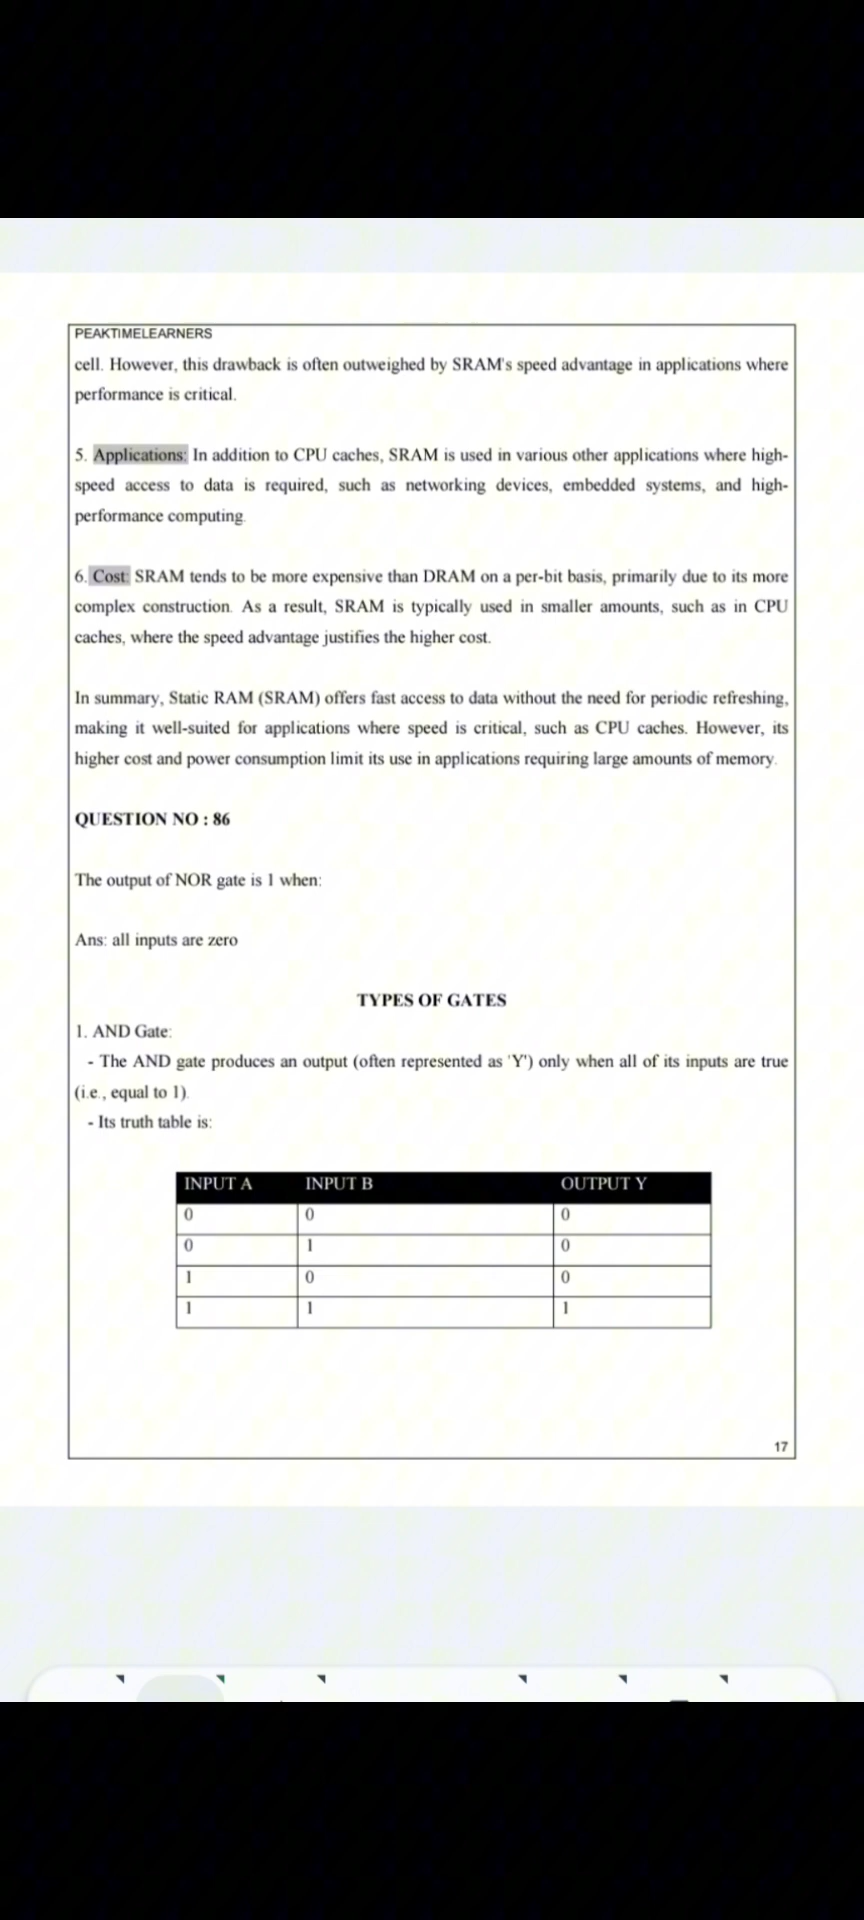 PEAKTIMELEARNERS
cell. However, this drawback is often outweighed by SRAM's speed advantage in applications where
performance is critical.
5. Applications: In addition to CPU caches, SRAM is used in various other applications where high-
speed access to data is required, such as networking devices, embedded systems, and high-
performance computing.
6. Cost: SRAM tends to be more expensive than DRAM on a per-bit basis, primarily due to its more
complex construction. As a result, SRAM is typically used in smaller amounts, such as in CPU
caches, where the speed advantage justifies the higher cost.
In summary, Static RAM (SRAM) offers fast access to data without the need for periodic refreshing,
making it well-suited for applications where speed is critical, such as CPU caches. However, its
higher cost and power consumption limit its use in applications requiring large amounts of memory.
QUESTION NO : 86
The output of NOR gate is 1 when:
Ans: all inputs are zero
TYPES OF GATES
1. AND Gate:
- The AND gate produces an output (often represented as 'Y') only when all of its inputs are true
(i.e., equal to 1).
- Its truth table is:
INPUT A INPUT B OUTPUT Y
0 0 0
0 1 0
1 0 0
1 1 1
17